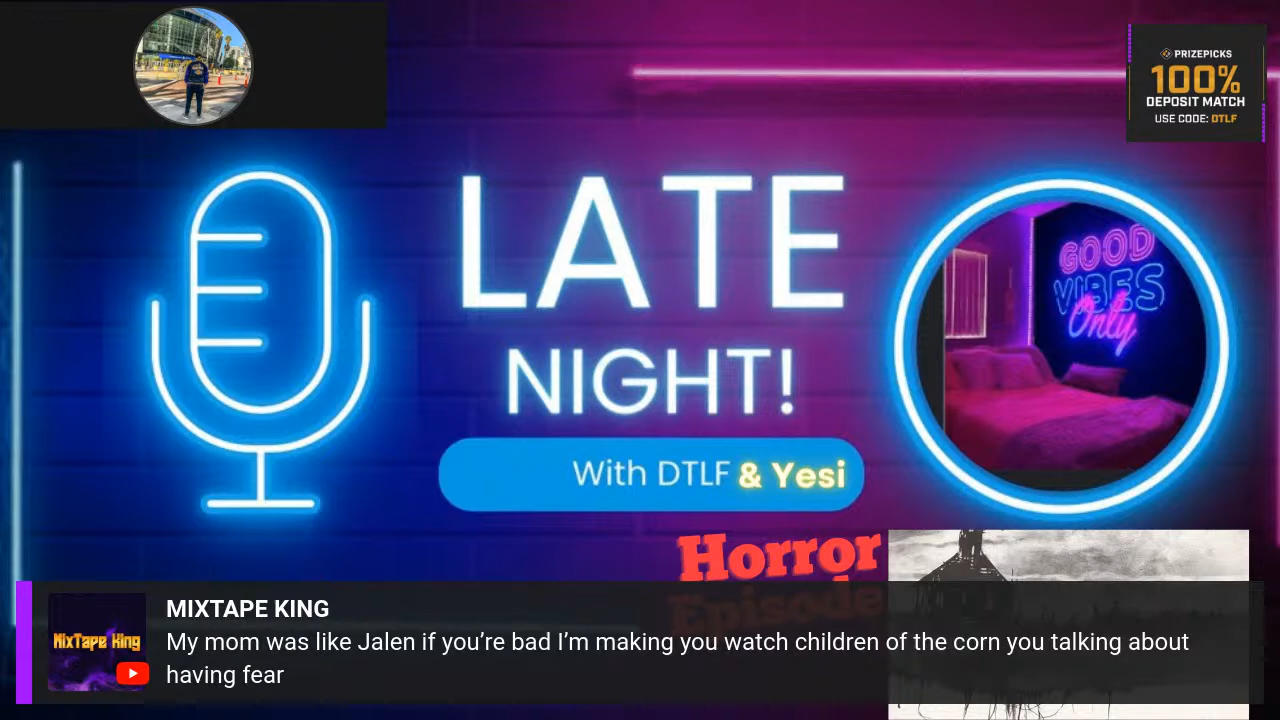 PRIZEPICKS
100%
DEPOSIT MATCH
USE CODE: DTLF
LATE
NIGHT!
With DTLF & Yesi
GOOD
VIBES
Only
Horror
Episode
MIXTAPE KING
MixTape King
My mom was like Jalen if you’re bad I’m making you watch children of the corn you talking about
having fear